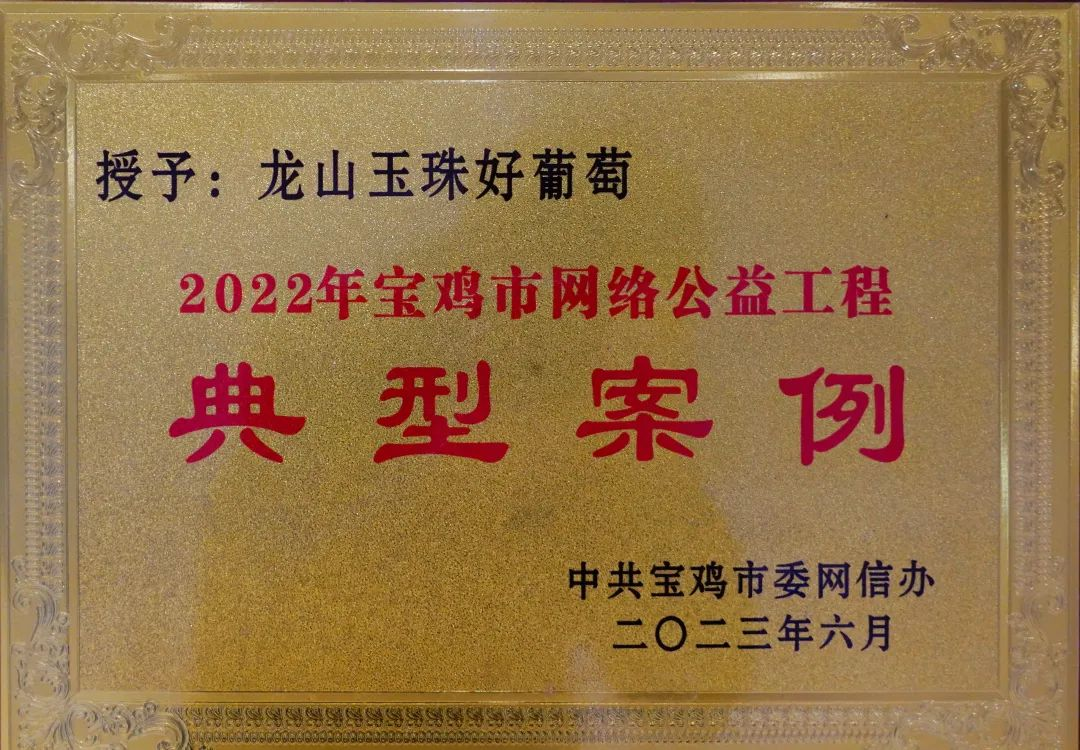 授予：龙山玉珠好葡萄
2022年宝鸡市网络公益工程
典型案例
中共宝鸡市委网信办
二〇二三年六月